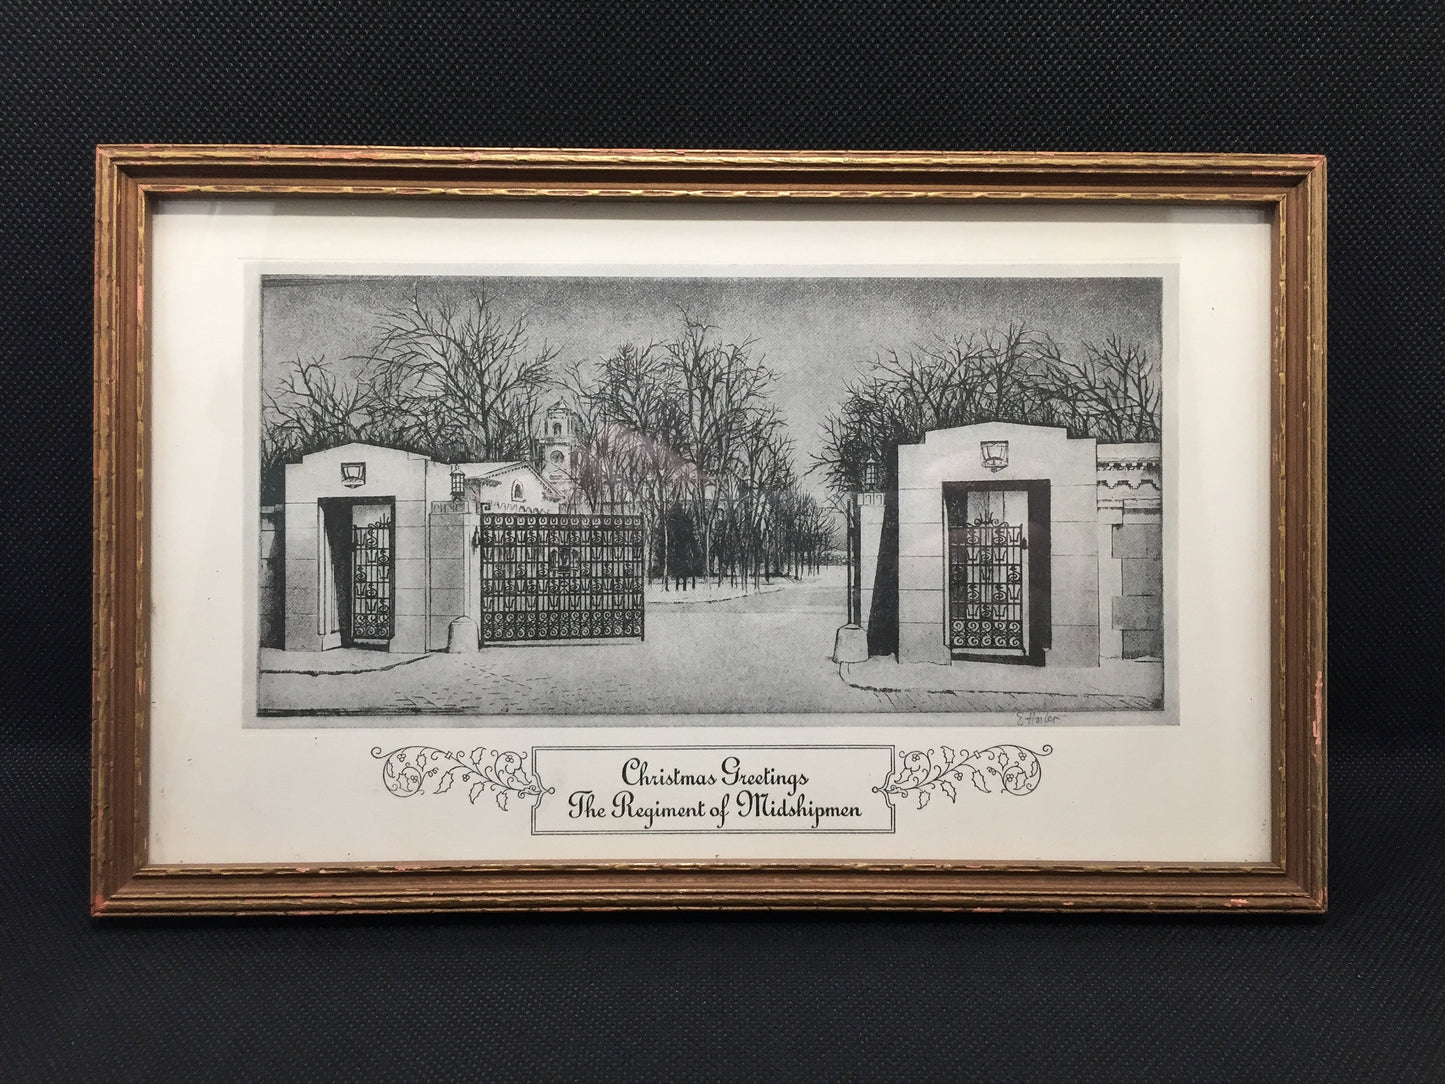 Christmas Greetings
The Regiment of Midshipmen